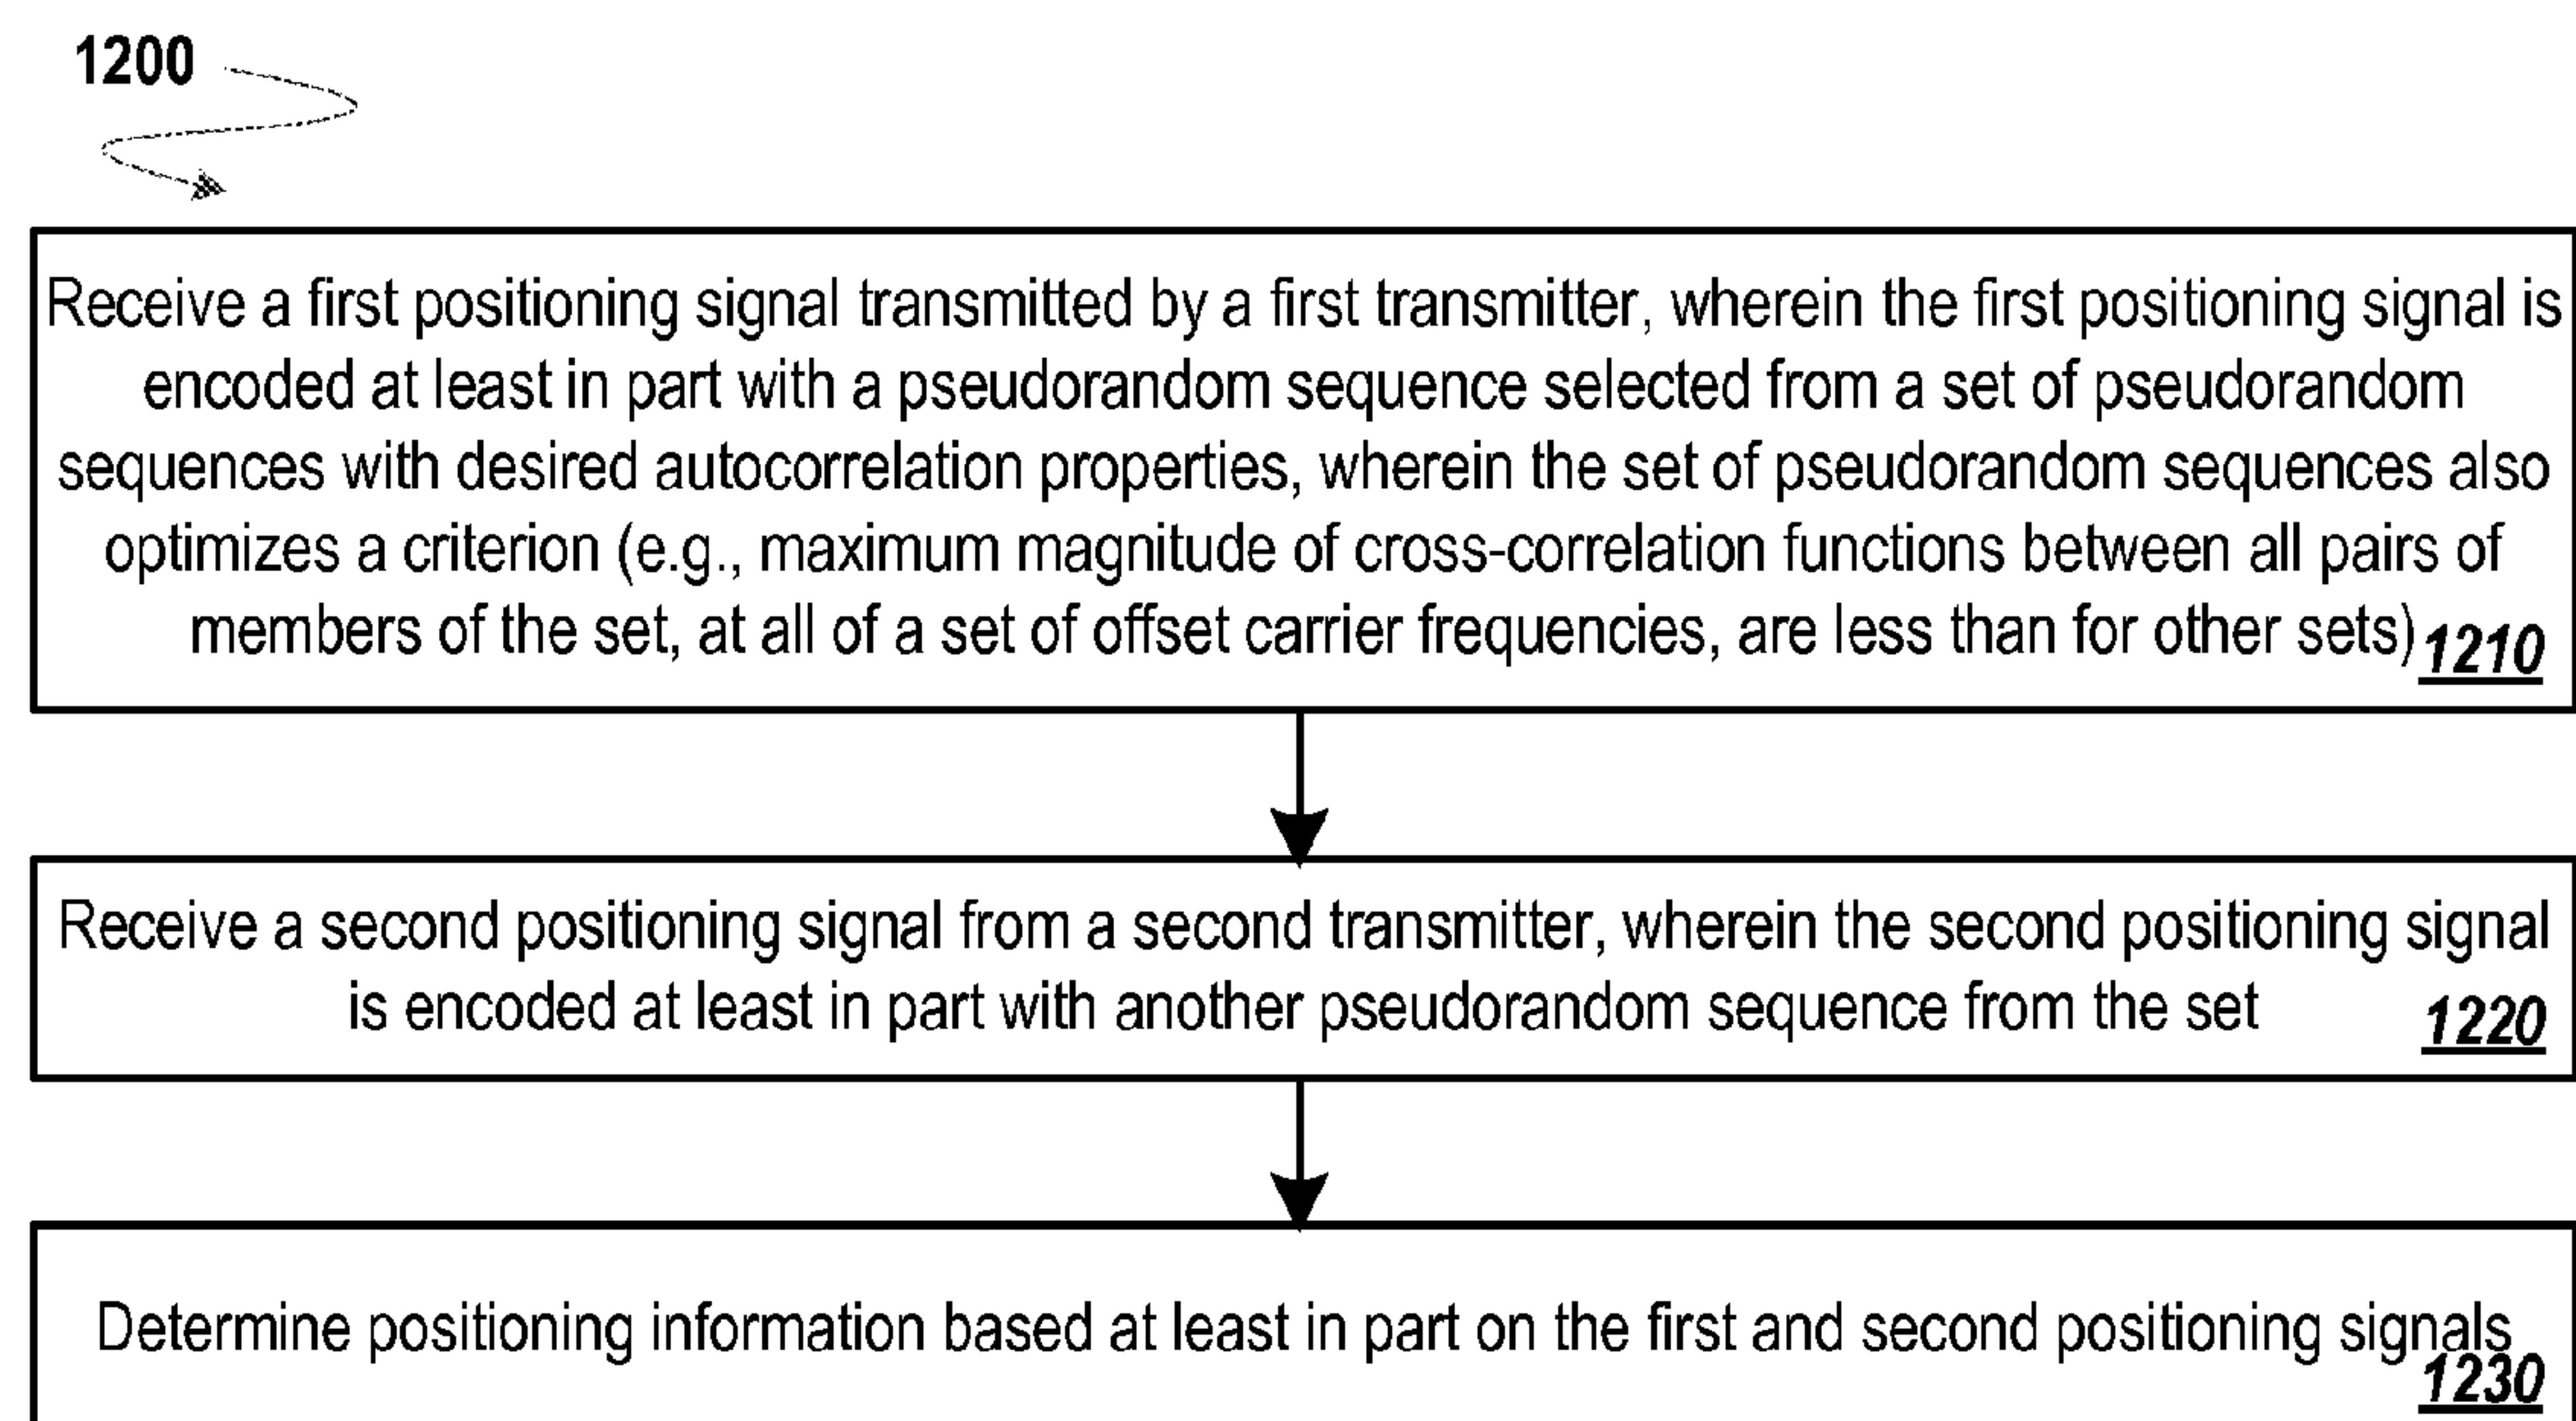 1200
Receive a first positioning signal transmitted by a first transmitter, wherein the first positioning signal is
encoded at least in part with a pseudorandom sequence selected from a set of pseudorandom
sequences with desired autocorrelation properties, wherein the set of pseudorandom sequences also
optimizes a criterion (e.g., maximum magnitude of cross-correlation functions between all pairs of
members of the set, at all of a set of offset carrier frequencies, are less than for other sets) 1210
Receive a second positioning signal from a second transmitter, wherein the second positioning signal
is encoded at least in part with another pseudorandom sequence from the set 1220
Determine positioning information based at least in part on the first and second positioning signals
1230